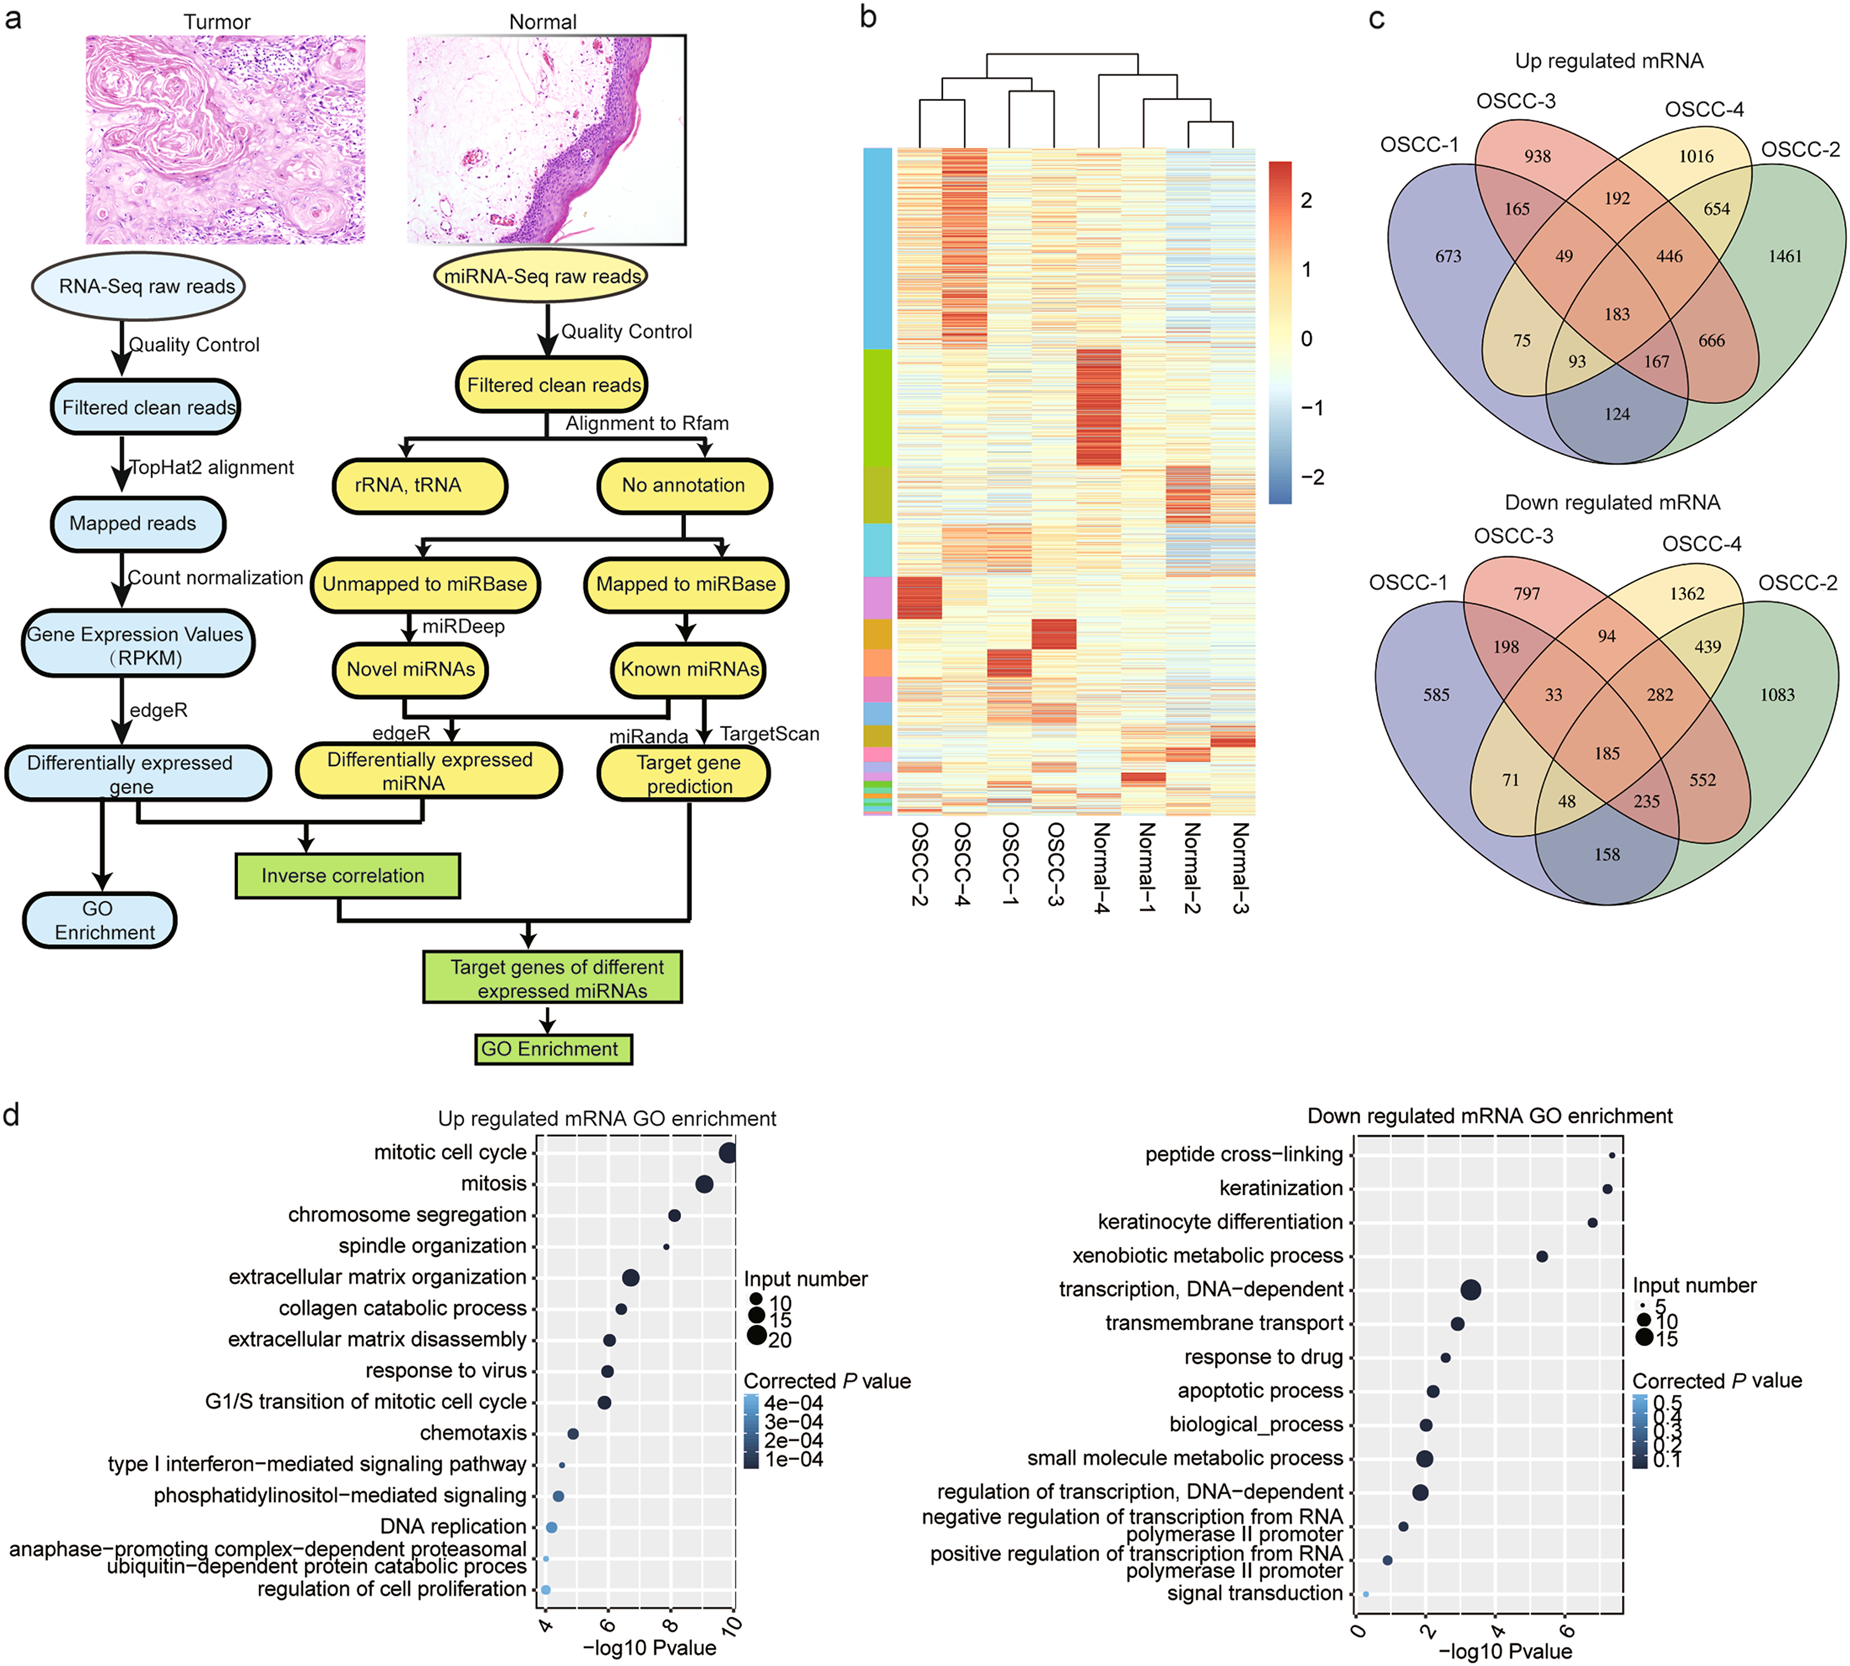 a
Turmor
Normal
RNA-Seq raw reads
Quality Control
Filtered clean reads
TopHat2 alignment
Mapped reads
Count normalization
Gene Expression Values
（RPKM)
edgeR
Differentially expressed
gene
GO
Enrichment
miRNA-Seq raw reads
Quality Control
Filtered clean reads
Alignment to Rfam
rRNA, tRNA
No annotation
Unmapped to miRBase
Mapped to miRBase
miRDeep
Novel miRNAs
Known miRNAs
edgeR
miRanda
TargetScan
Differentially expressed
miRNA
Target gene
prediction
Inverse correlation
Target genes of different
expressed miRNAs
GO Enrichment
b
2
1
0
−1
−2
OSCC−2
OSCC−4
OSCC−1
OSCC−3
Normal−4
Normal−1
Normal−2
Normal−3
c
Up regulated mRNA
OSCC-3
OSCC-4
OSCC-1
OSCC-2
938
1016
192
165
654
673
49
446
1461
183
75
93
167
666
124
Down regulated mRNA
OSCC-3
OSCC-4
OSCC-1
OSCC-2
797
1362
94
198
439
585
33
282
1083
185
71
48
235
552
158
d
Up regulated mRNA GO enrichment
mitotic cell cycle
mitosis
chromosome segregation
spindle organization
extracellular matrix organization
collagen catabolic process
extracellular matrix disassembly
response to virus
G1/S transition of mitotic cell cycle
chemotaxis
type I interferon−mediated signaling pathway
phosphatidylinositol−mediated signaling
DNA replication
anaphase−promoting complex−dependent proteasomal
ubiquitin−dependent protein catabolic proces
regulation of cell proliferation
4
6
8
10
−log10 Pvalue
Input number
10
15
20
Corrected P value
4e−04
3e−04
2e−04
1e−04
Down regulated mRNA GO enrichment
peptide cross−linking
keratinization
keratinocyte differentiation
xenobiotic metabolic process
transcription, DNA−dependent
transmembrane transport
response to drug
apoptotic process
biological_process
small molecule metabolic process
regulation of transcription, DNA−dependent
negative regulation of transcription from RNA
polymerase II promoter
positive regulation of transcription from RNA
polymerase II promoter
signal transduction
0
2
4
6
−log10 Pvalue
Input number
5
10
15
Corrected P value
0.5
0.4
0.3
0.2
0.1